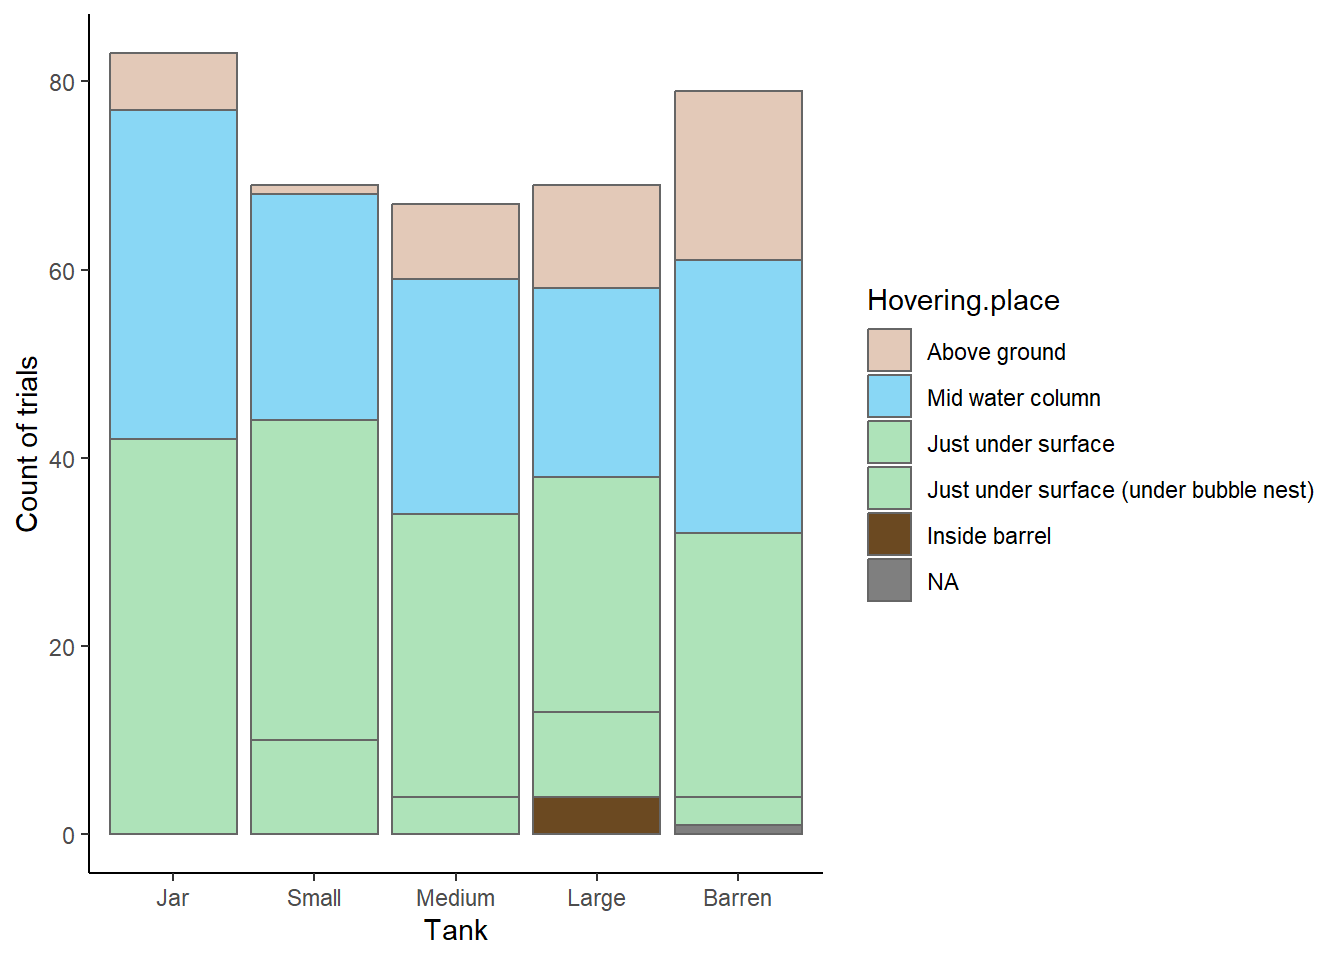 80
60
40
20
0
Count of trials
Jar
Small
Medium
Large
Barren
Tank
Hovering.place
Above ground
Mid water column
Just under surface
Just under surface (under bubble nest)
Inside barrel
NA